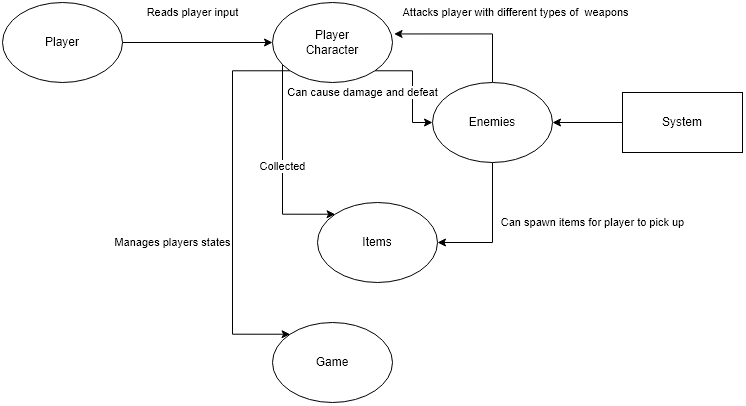 Reads player input
Attacks player with different types of weapons
Player
Player
Character
Can cause damage and defeat
Enemies
System
Collected
Can spawn items for player to pick up
Manages players states
Items
Game